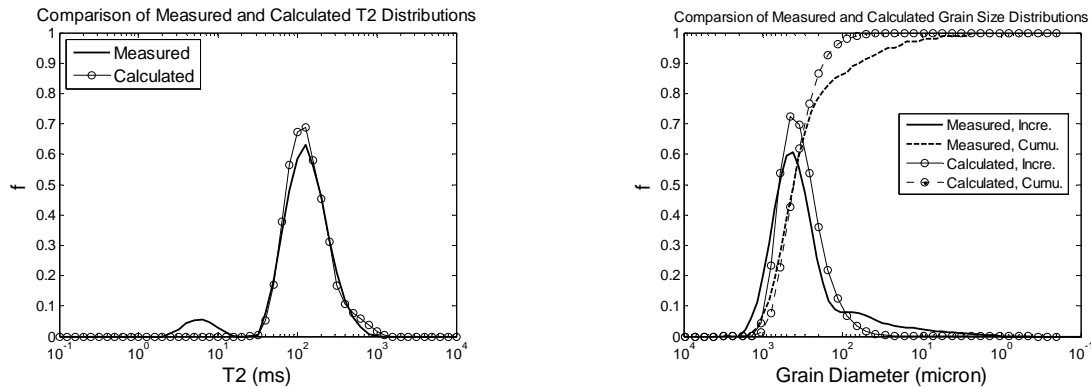 Comparison of Measured and Calculated T2 Distributions
1
0.9
0.8
0.7
0.6
0.5
0.4
0.3
0.2
0.1
0
f
Measured
Calculated
10^-1 10^0 10^1 10^2 10^3 10^4
T2 (ms)
Comparsion of Measured and Calculated Grain Size Distributions
1
0.9
0.8
0.7
0.6
0.5
0.4
0.3
0.2
0.1
0
f
Measured, Incre.
Measured, Cumu.
Calculated, Incre.
Calculated, Cumu.
10^4 10^3 10^2 10^1 10^0 10^-1
Grain Diameter (micron)